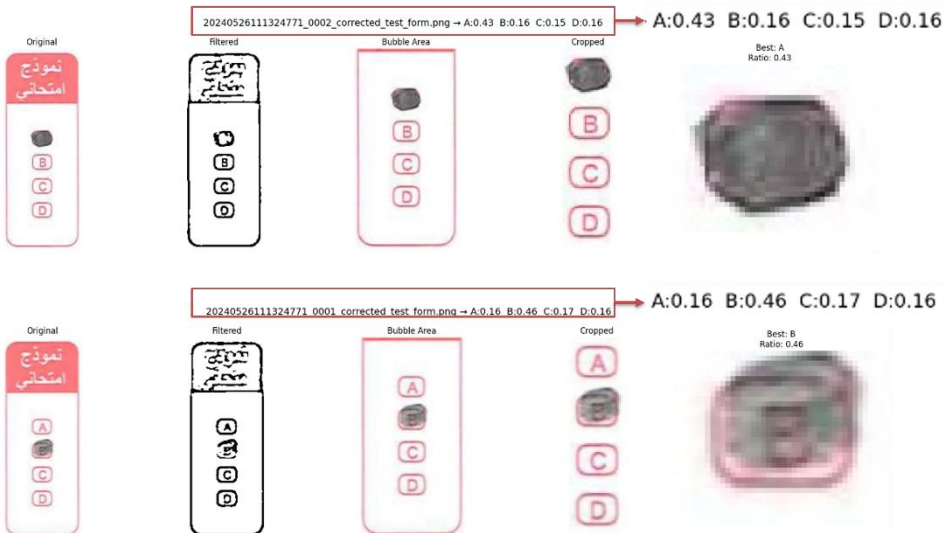 20240526111324771_0002_corrected_test_form.png → A:0.43 B:0.16 C:0.15 D:0.16
A:0.43 B:0.16 C:0.15 D:0.16
Original
Filtered
Bubble Area
Cropped
Best: A
Ratio: 0.43
نموذج
امتحاني
B
C
D
B
C
D
B
C
D
B
C
D
20240526111324771_0001_corrected_test_form.png → A:0.16 B:0.46 C:0.17 D:0.16
A:0.16 B:0.46 C:0.17 D:0.16
Original
Filtered
Bubble Area
Cropped
Best: B
Ratio: 0.46
نموذج
امتحاني
A
C
D
A
C
D
A
B
C
D
A
B
C
D
B